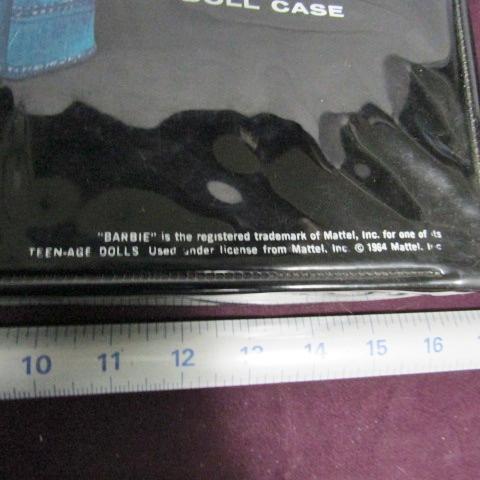 DOLL CASE
"BARBIE" is the registered trademark of Mattel, Inc. for one of its
TEEN-AGE DOLLS Used under license from Mattel, Inc. © 1964 Mattel, Inc
10 11 12 13 14 15 16